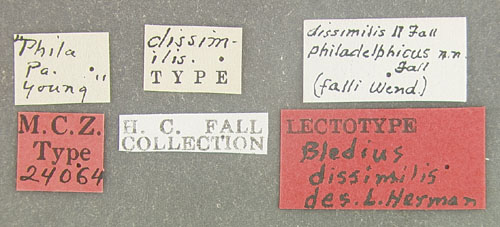 "Phila
Pa.
Young"
dissim-
ilis.
TYPE
dissimilis || Fall
philadelphicus n.n.
Fall
(falli Wend.)
M.C.Z.
Type
24064
H. C. FALL
COLLECTION
LECTOTYPE
Bledius
dissimilis
des. L. Herman